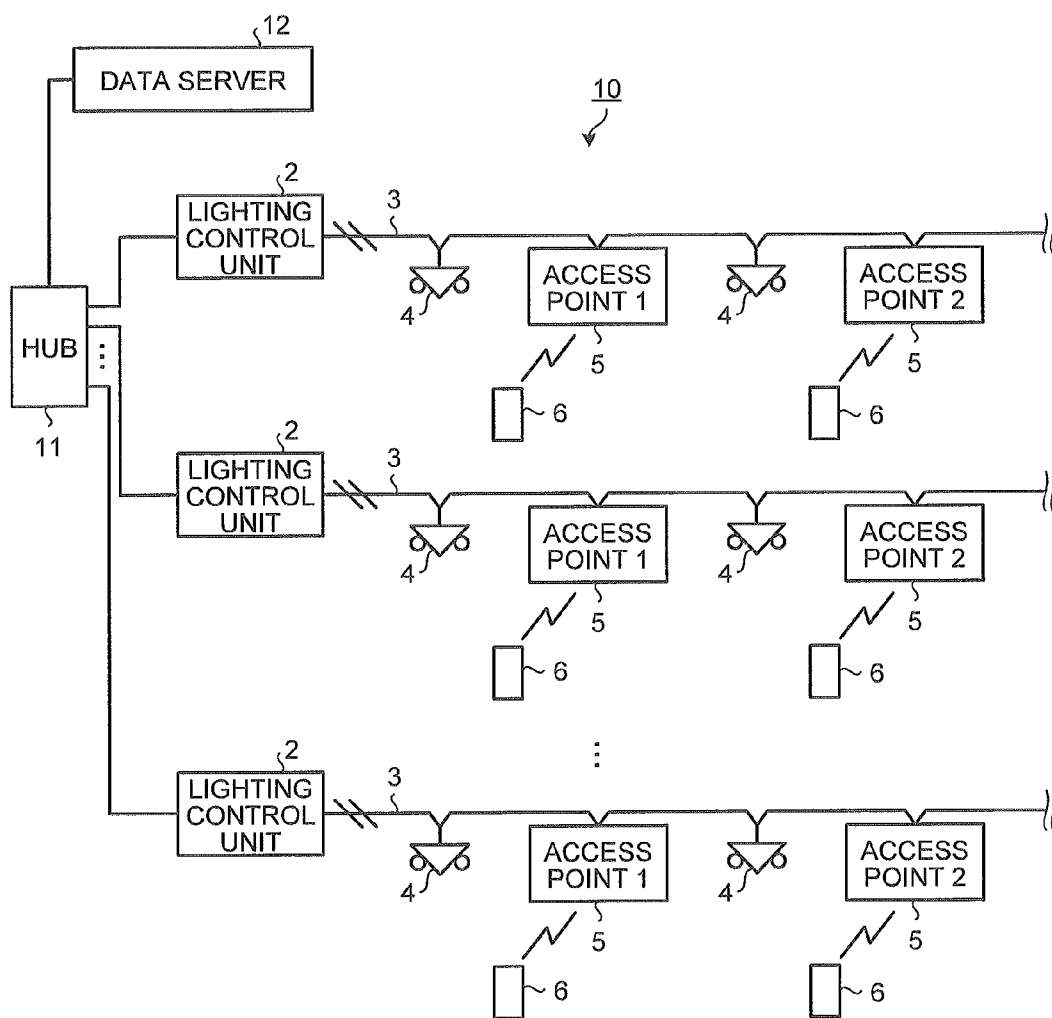 12
DATA SERVER
10
2
LIGHTING
CONTROL
UNIT
3
4
ACCESS
POINT 1
5
6
4
ACCESS
POINT 2
5
6
HUB
11
2
LIGHTING
CONTROL
UNIT
3
4
ACCESS
POINT 1
5
6
4
ACCESS
POINT 2
5
6
2
LIGHTING
CONTROL
UNIT
3
4
ACCESS
POINT 1
5
6
4
ACCESS
POINT 2
5
6